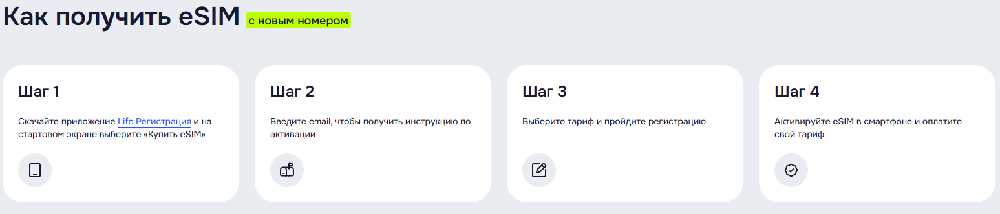 Как получить eSIM с новым номером
Шаг 1
Скачайте приложение Life Регистрация и на
стартовом экране выберите «Купить eSIM»
Шаг 2
Введите email, чтобы получить инструкцию по
активации
Шаг 3
Выберите тариф и пройдите регистрацию
Шаг 4
Активируйте eSIM в смартфоне и оплатите
свой тариф